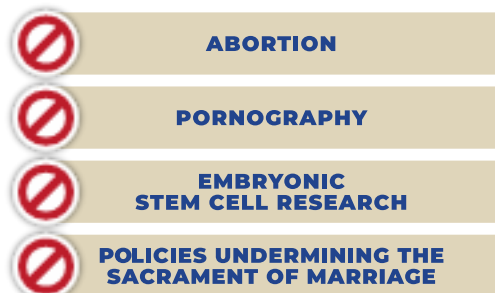 ABORTION
PORNOGRAPHY
EMBRYONIC
STEM CELL RESEARCH
POLICIES UNDERMINING THE
SACRAMENT OF MARRIAGE